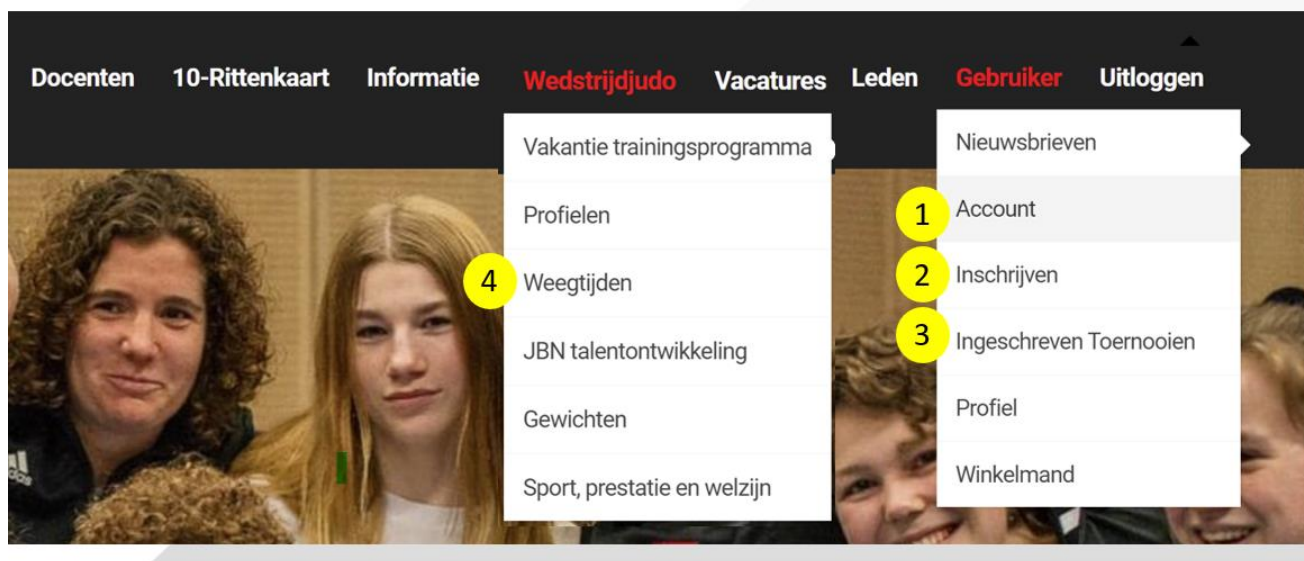 Docenten 10-Rittenkaart Informatie Wedstrijdjudo Vacatures Leden Gebruiker Uitloggen
Vakantie trainingsprogramma
Profielen
4 Weegtijden
JBN talentontwikkeling
Gewichten
Sport, prestatie en welzijn
Nieuwsbrieven
1 Account
2 Inschrijven
3 Ingeschreven Toernooien
Profiel
Winkelmand